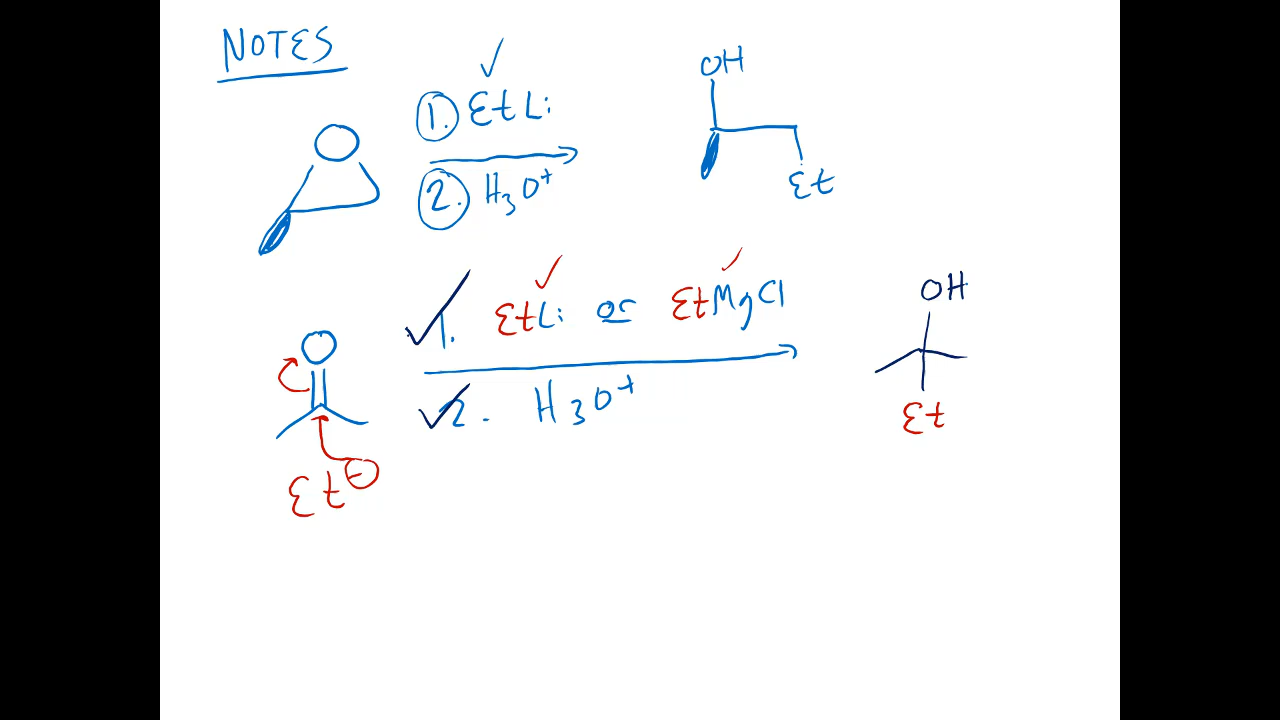 NOTES
OH
1. EtLi
O
2. H3O+
Et
OH
1. EtLi or EtMgCl
O
2. H3O+
Et
Et⊖